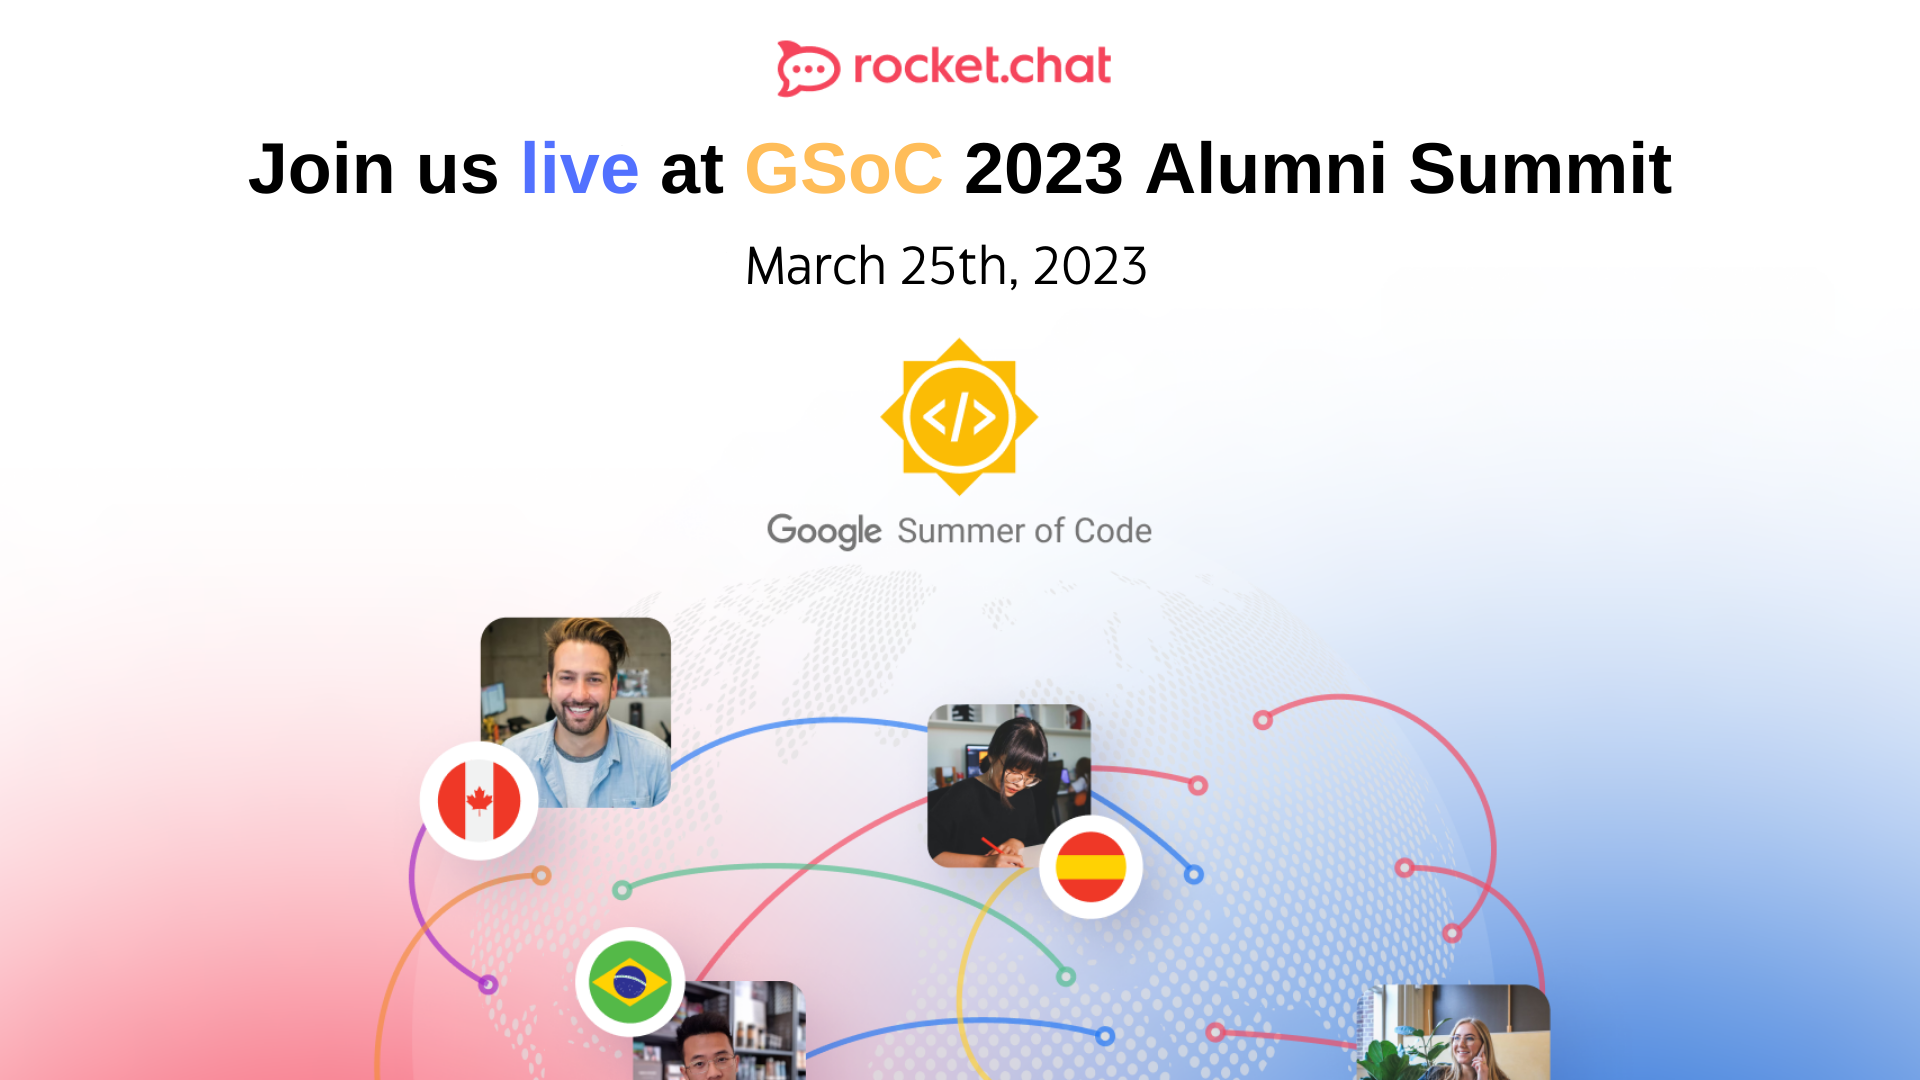 rocket.chat
Join us live at GSoC 2023 Alumni Summit
March 25th, 2023
</>
Google Summer of Code